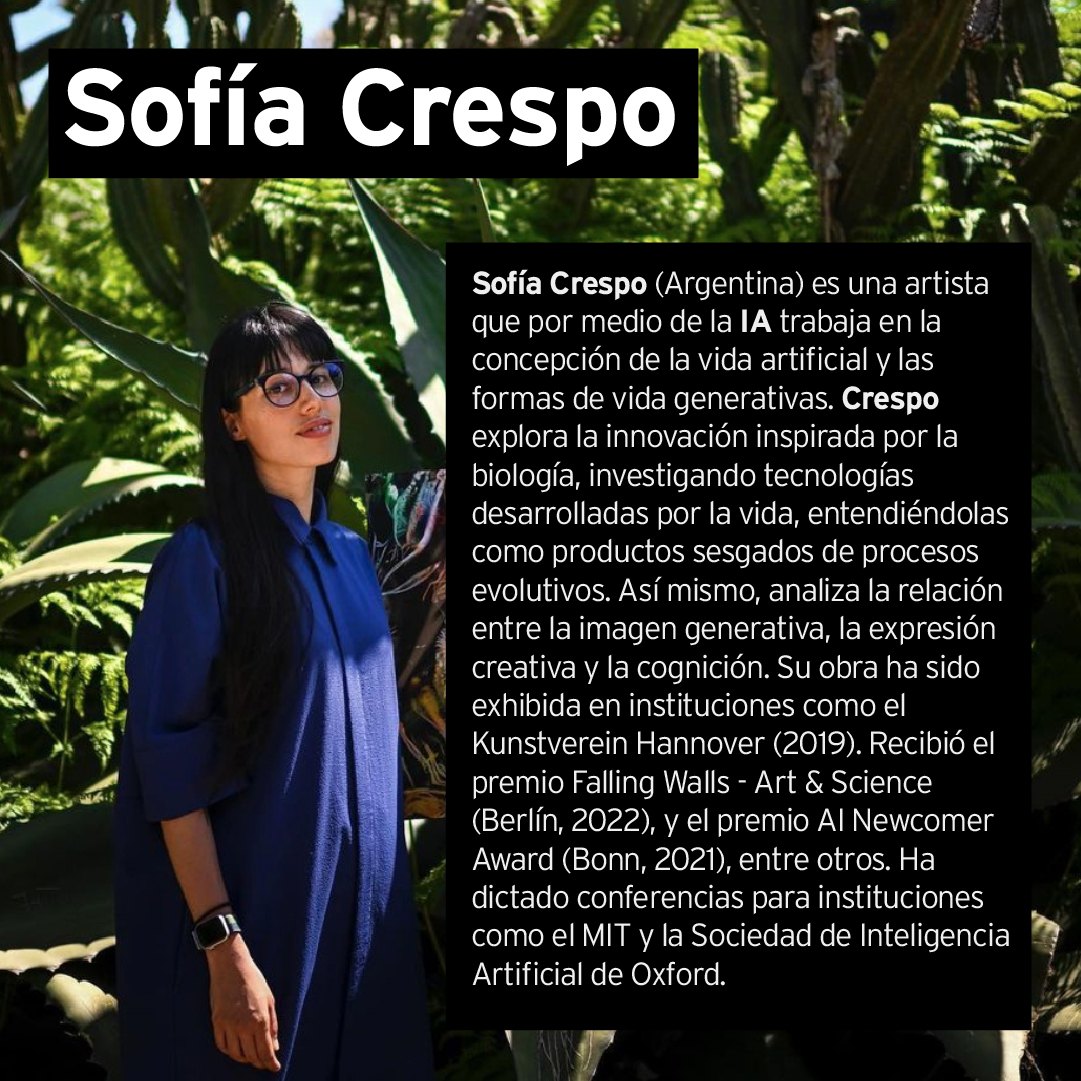 Sofía Crespo
Sofía Crespo (Argentina) es una artista
que por medio de la IA trabaja en la
concepción de la vida artificial y las
formas de vida generativas. Crespo
explora la innovación inspirada por la
biología, investigando tecnologías
desarrolladas por la vida, entendiéndolas
como productos sesgados de procesos
evolutivos. Así mismo, analiza la relación
entre la imagen generativa, la expresión
creativa y la cognición. Su obra ha sido
exhibida en instituciones como el
Kunstverein Hannover (2019). Recibió el
premio Falling Walls - Art & Science
(Berlín, 2022), y el premio AI Newcomer
Award (Bonn, 2021), entre otros. Ha
dictado conferencias para instituciones
como el MIT y la Sociedad de Inteligencia
Artificial de Oxford.